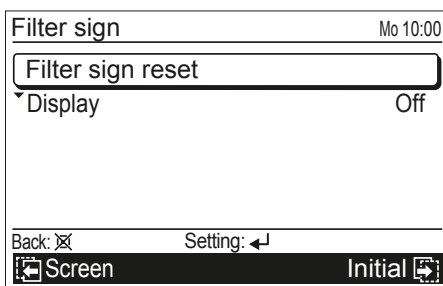 Filter sign Mo 10:00
Filter sign reset
Display Off
Back: Setting:
Screen Initial